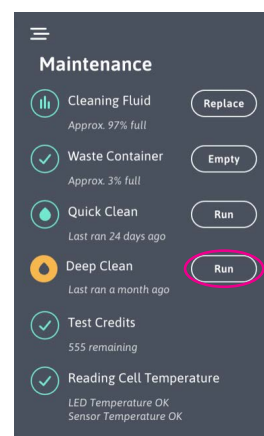 Maintenance
Cleaning Fluid
Replace
Approx. 97% full
Waste Container
Empty
Approx. 3% full
Quick Clean
Run
Last ran 24 days ago
Deep Clean
Run
Last ran a month ago
Test Credits
555 remaining
Reading Cell Temperature
LED Temperature OK
Sensor Temperature OK